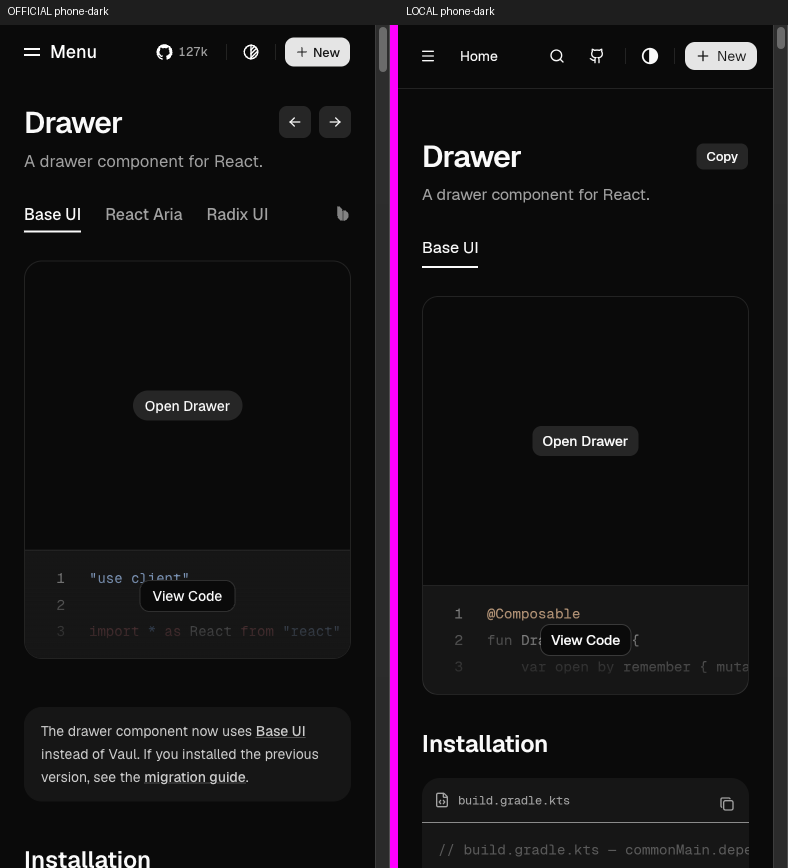 OFFICIAL phone-dark
Menu
127k
New
Drawer
A drawer component for React.
Base UI
React Aria
Radix UI
Open Drawer
1 "use client"
2
3 import * as React from "react"
View Code
The drawer component now uses Base UI
instead of Vaul. If you installed the previous
version, see the migration guide.
Installation
LOCAL phone-dark
Home
New
Drawer
Copy
A drawer component for React.
Base UI
Open Drawer
1 @Composable
2 fun Dra {
3 var open by remember { muta
View Code
Installation
build.gradle.kts
// build.gradle.kts — commonMain.depe